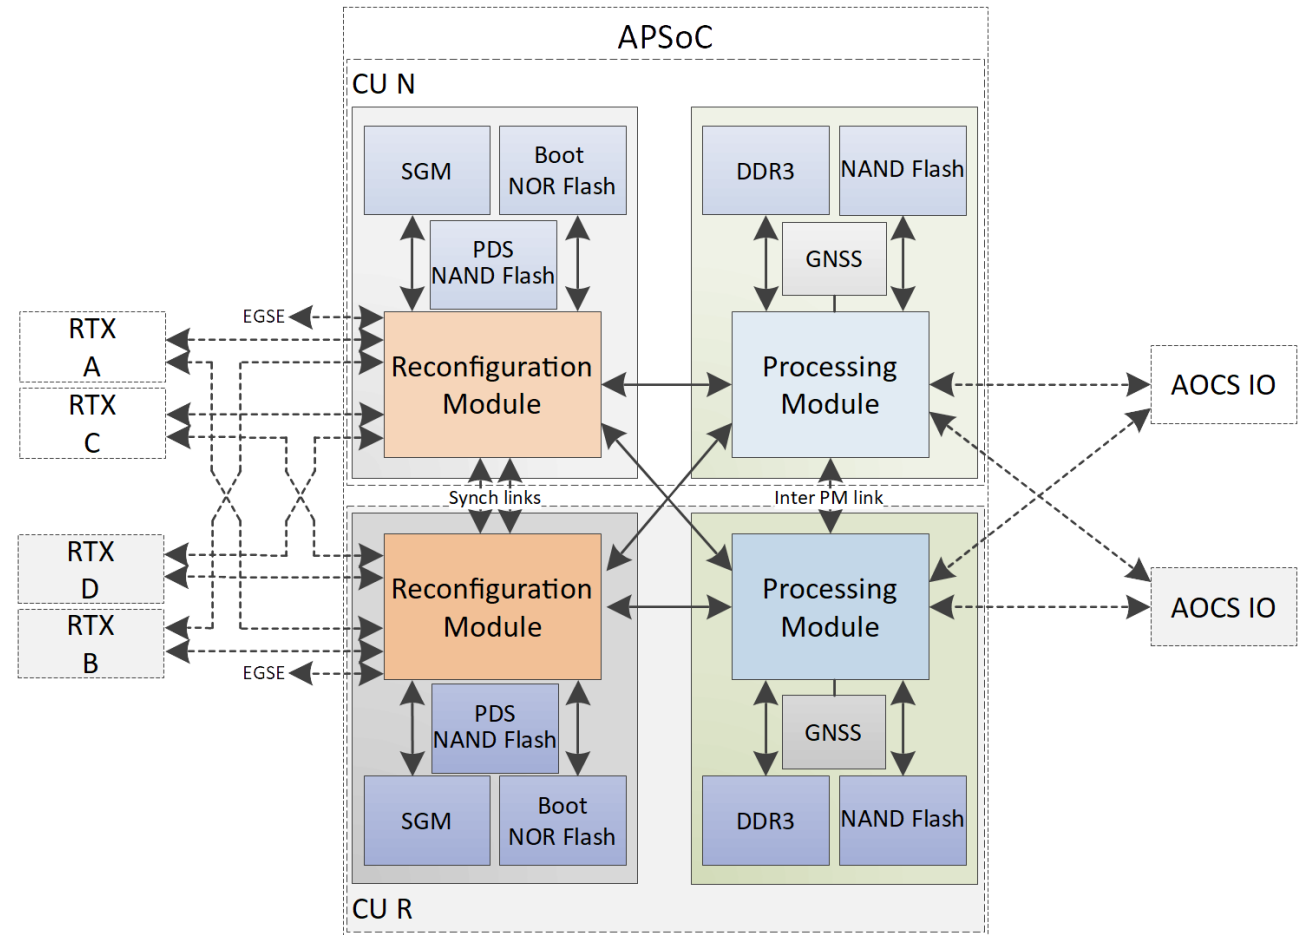 APSoC
CU N
SGM
Boot
NOR Flash
PDS
NAND Flash
DDR3
NAND Flash
GNSS
EGSE
RTX
A
RTX
C
Reconfiguration
Module
Processing
Module
AOCS IO
Synch links
Inter PM link
RTX
D
RTX
B
EGSE
Reconfiguration
Module
Processing
Module
AOCS IO
PDS
NAND Flash
GNSS
SGM
Boot
NOR Flash
DDR3
NAND Flash
CU R